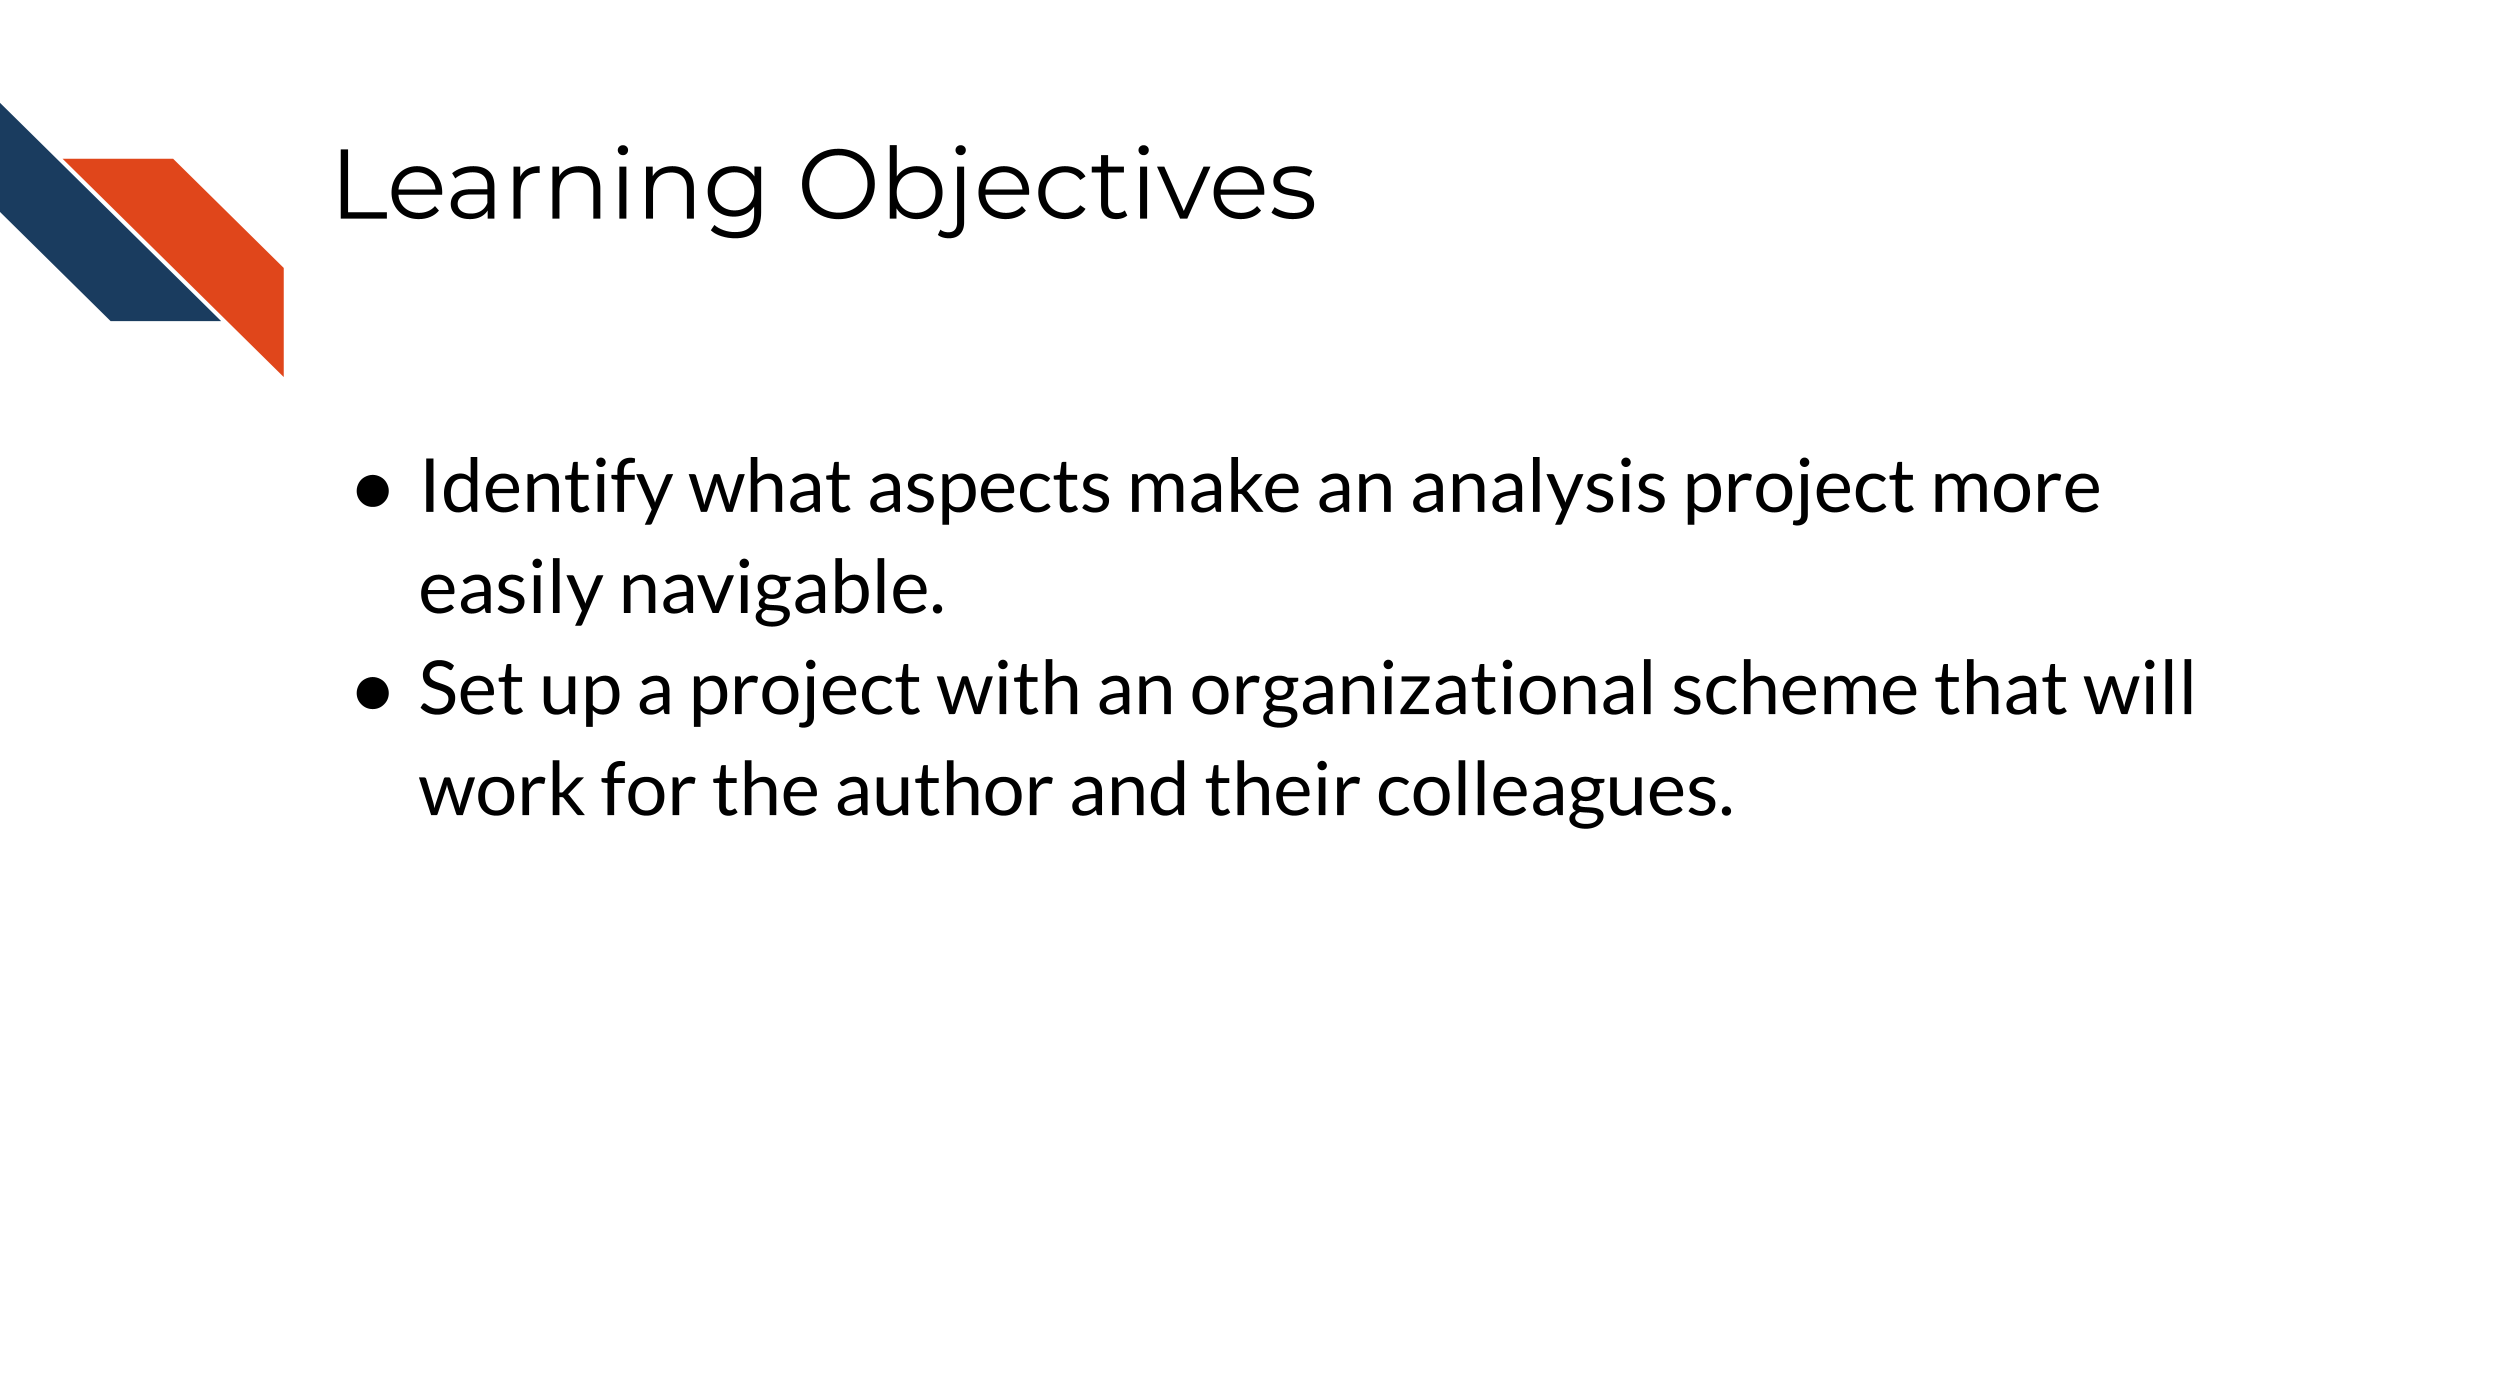 Learning Objectives
● Identify what aspects make an analysis project more
easily navigable.
● Set up a project with an organizational scheme that will
work for the author and their colleagues.